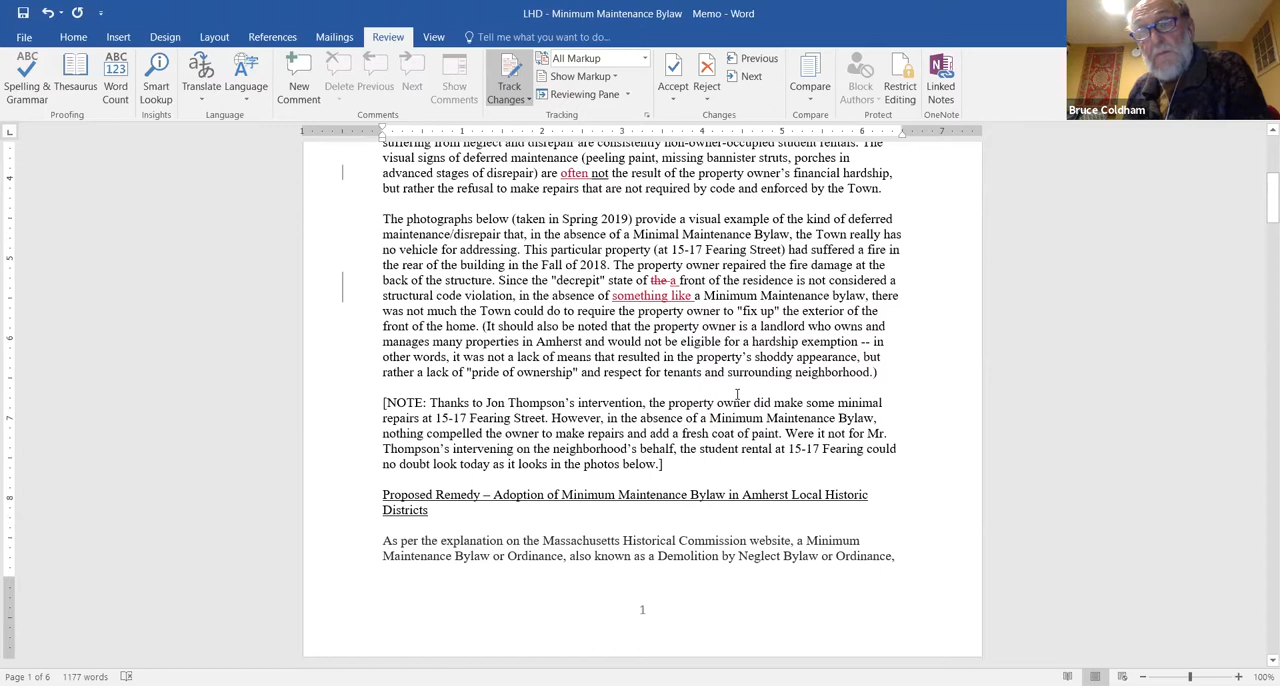 LHD - Minimum Maintenance Bylaw Memo - Word
File Home Insert Design Layout References Mailings Review View Tell me what you want to do...
ABC Spelling & Grammar
Thesaurus
ABC 123 Word Count
Smart Lookup
Translate
Language
New Comment
Delete
Previous
Next
Show Comments
Track Changes
All Markup
Show Markup
Reviewing Pane
Accept
Reject
Previous
Next
Compare
Block Authors
Restrict Editing
Linked Notes
Proofing Insights Language Comments Tracking Changes Compare Protect OneNote
Bruce Coldham
1 1 2 3 4 5 6 7
4
5
6
7
8
suffering from neglect and disrepair are consistently non-owner-occupied student rentals. The
visual signs of deferred maintenance (peeling paint, missing bannister struts, porches in
advanced stages of disrepair) are often not the result of the property owner's financial hardship,
but rather the refusal to make repairs that are not required by code and enforced by the Town.
The photographs below (taken in Spring 2019) provide a visual example of the kind of deferred
maintenance/disrepair that, in the absence of a Minimal Maintenance Bylaw, the Town really has
no vehicle for addressing. This particular property (at 15-17 Fearing Street) had suffered a fire in
the rear of the building in the Fall of 2018. The property owner repaired the fire damage at the
back of the structure. Since the "decrepit" state of the a front of the residence is not considered a
structural code violation, in the absence of something like a Minimum Maintenance bylaw, there
was not much the Town could do to require the property owner to "fix up" the exterior of the
front of the home. (It should also be noted that the property owner is a landlord who owns and
manages many properties in Amherst and would not be eligible for a hardship exemption -- in
other words, it was not a lack of means that resulted in the property's shoddy appearance, but
rather a lack of "pride of ownership" and respect for tenants and surrounding neighborhood.)
[NOTE: Thanks to Jon Thompson's intervention, the property owner did make some minimal
repairs at 15-17 Fearing Street. However, in the absence of a Minimum Maintenance Bylaw,
nothing compelled the owner to make repairs and add a fresh coat of paint. Were it not for Mr.
Thompson's intervening on the neighborhood's behalf, the student rental at 15-17 Fearing could
no doubt look today as it looks in the photos below.]
Proposed Remedy – Adoption of Minimum Maintenance Bylaw in Amherst Local Historic
Districts
As per the explanation on the Massachusetts Historical Commission website, a Minimum
Maintenance Bylaw or Ordinance, also known as a Demolition by Neglect Bylaw or Ordinance,
1
Page 1 of 6 1177 words 100%